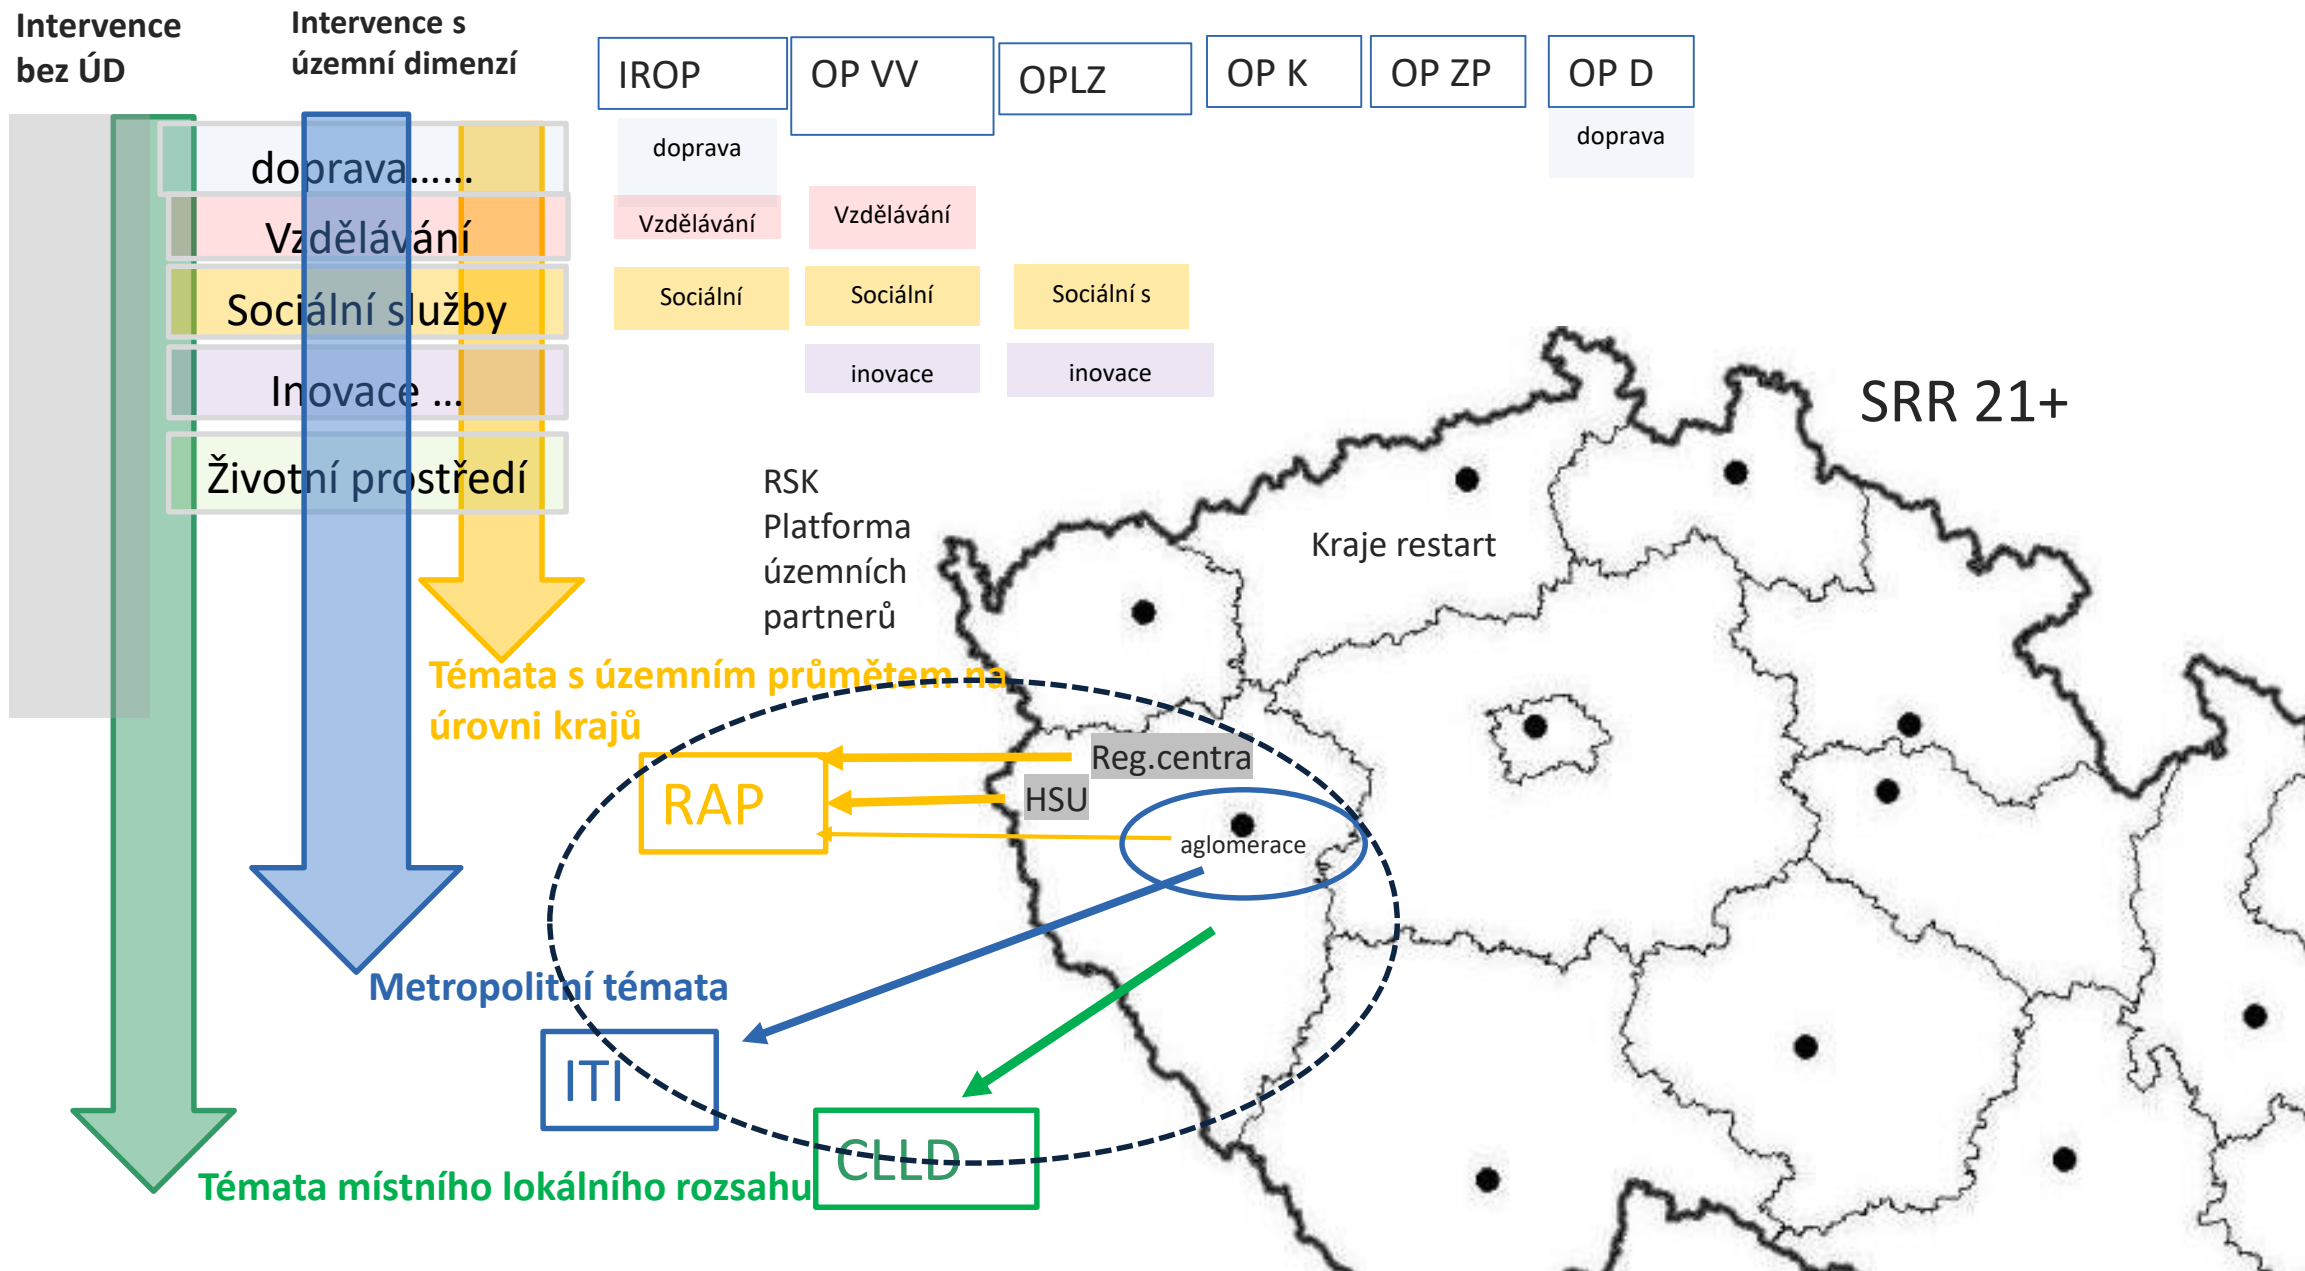 Intervence
bez ÚD
Intervence s
územní dimenzí
IROP
OP VV
OPLZ
OP K
OP ZP
OP D
doprava……
Vzdělávání
Sociální služby
Inovace …
Životní prostředí
doprava
doprava
Vzdělávání
Vzdělávání
Sociální
Sociální
Sociální s
inovace
inovace
SRR 21+
RSK
Platforma
územních
partnerů
Kraje restart
Témata s územním průmětem na
úrovni krajů
RAP
Reg.centra
HSU
aglomerace
Metropolitní témata
ITI
CLLD
Témata místního lokálního rozsahu